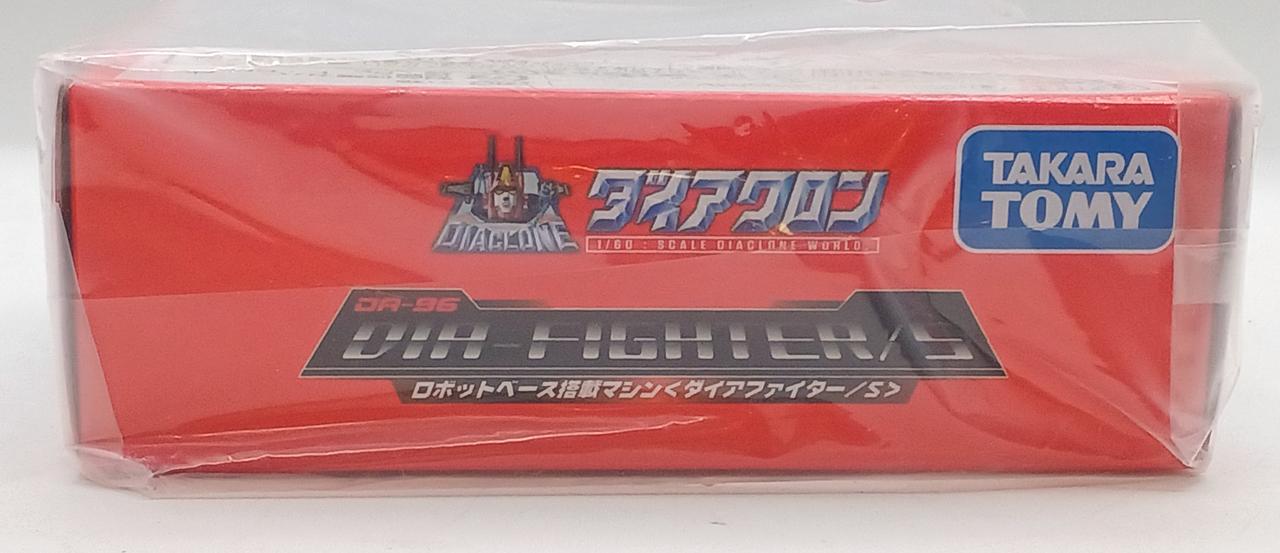 DIACLONE
ダイアクロン
1/60 : SCALE DIACLONE WORLD.
TAKARA
TOMY
DA-96
DIA-FIGHTER/S
ロボットベース搭載マシン<ダイアファイター/S>